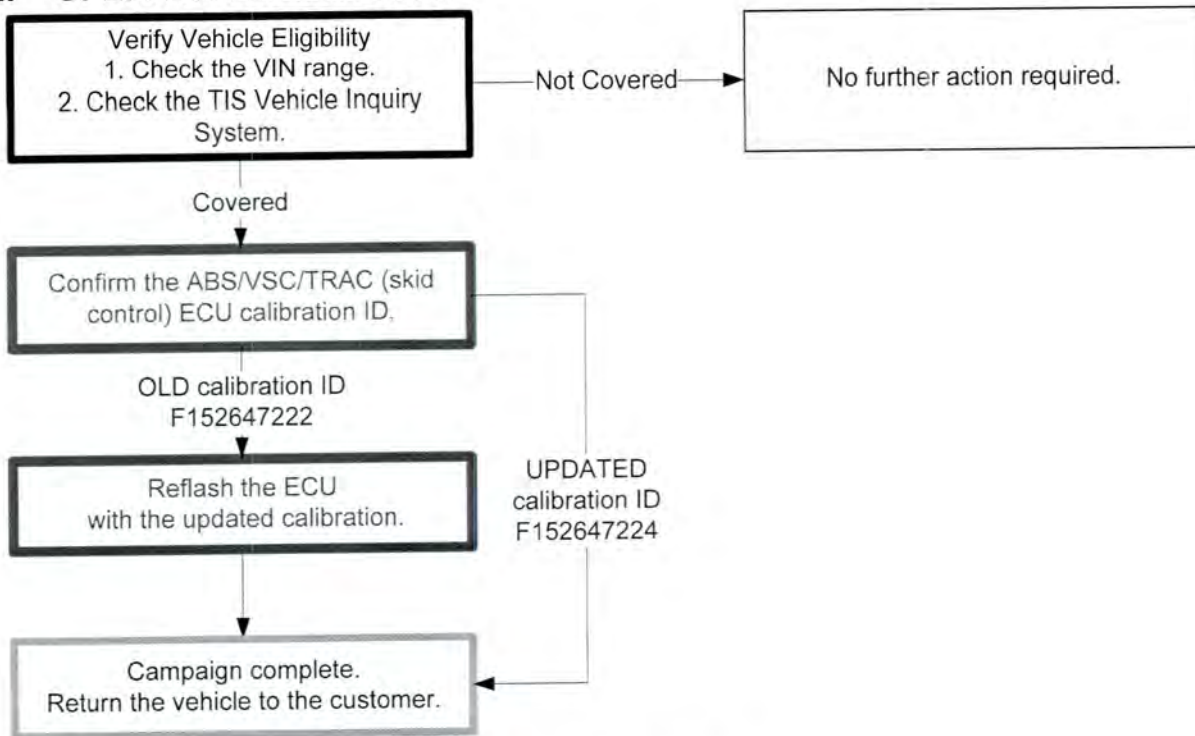 Verify Vehicle Eligibility
1. Check the VIN range.
2. Check the TIS Vehicle Inquiry
System.
Not Covered
No further action required.
Covered
Confirm the ABS/VSC/TRAC (skid
control) ECU calibration ID.
OLD calibration ID
F152647222
Reflash the ECU
with the updated calibration.
UPDATED
calibration ID
F152647224
Campaign complete.
Return the vehicle to the customer.